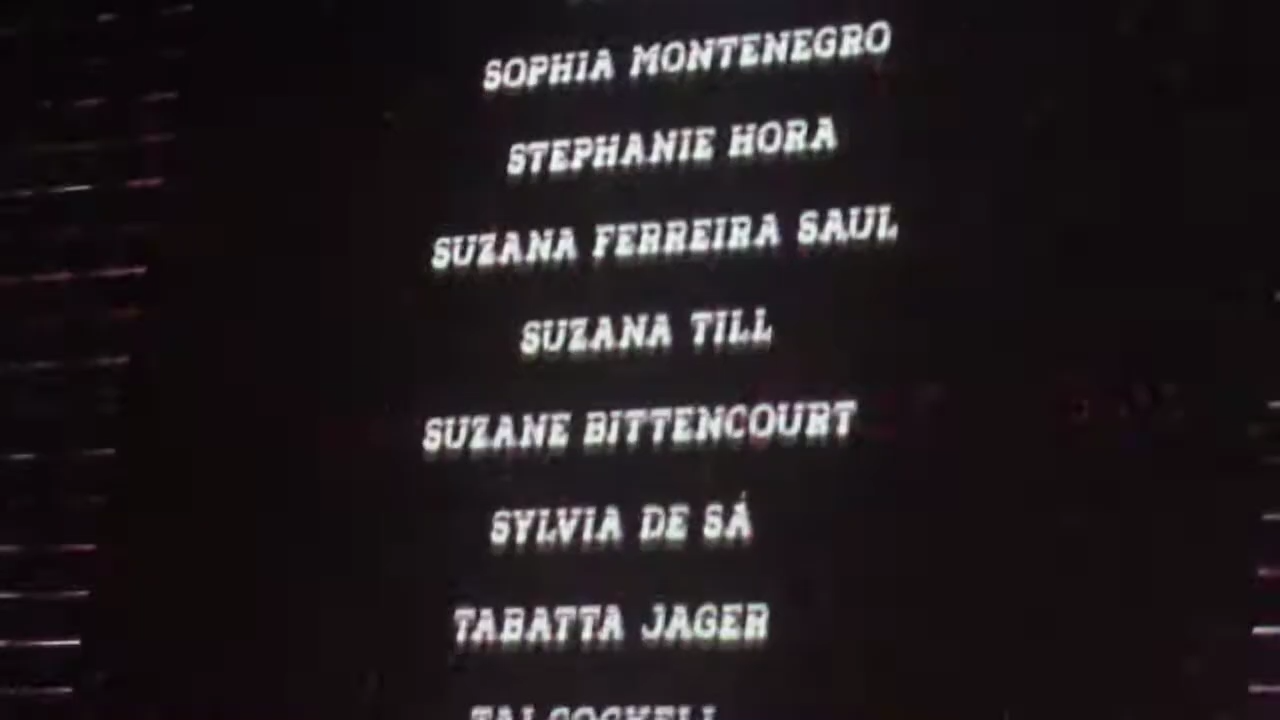 SOPHIA MONTENEGRO
STEPHANIE HORA
SUZANA FERREIRA SAUL
SUZANA TILL
SUZANE BITTENCOURT
SYLVIA DE SÁ
TABATTA JAGER